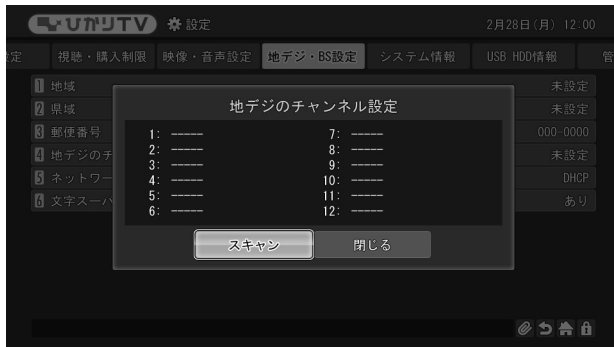 ひかりTV 設定 2月28日(月) 12:00
設定 視聴・購入制限 映像・音声設定 地デジ・BS設定 システム情報 USB HDD情報 管
1 地域 未設定
2 県域 未設定
3 郵便番号 000-0000
4 地デジのチ 未設定
5 ネットワー DHCP
6 文字スーパ あり
地デジのチャンネル設定
1: ----- 7: -----
2: ----- 8: -----
3: ----- 9: -----
4: ----- 10: -----
5: ----- 11: -----
6: ----- 12: -----
スキャン 閉じる